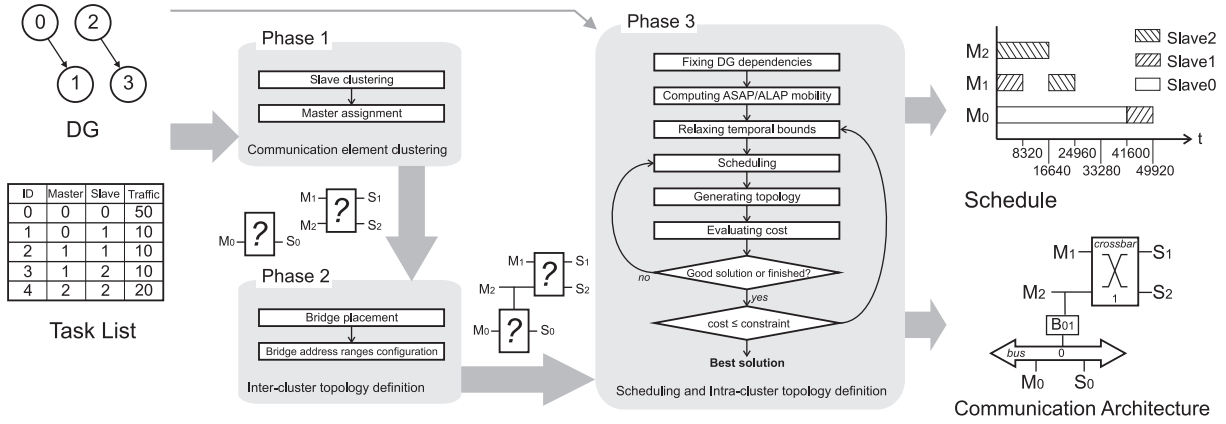 0
2
1
3
DG
ID Master Slave Traffic
0 0 0 50
1 0 1 10
2 1 1 10
3 1 2 10
4 2 2 20
Task List
Phase 1
Slave clustering
Master assignment
Communication element clustering
M0 ? S0
M1 ? S1
M2 S2
Phase 2
Bridge placement
Bridge address ranges configuration
Inter-cluster topology definition
M1 ? S1
M2 S2
M0 ? S0
Phase 3
Fixing DG dependencies
Computing ASAP/ALAP mobility
Relaxing temporal bounds
Scheduling
Generating topology
Evaluating cost
Good solution or finished?
no
yes
cost ≤ constraint
Best solution
Scheduling and Intra-cluster topology definition
M2
M1
M0
Slave2
Slave1
Slave0
t
8320 24960 41600
16640 33280 49920
Schedule
crossbar
M1 S1
M2 S2
1
B01
bus 0
M0 S0
Communication Architecture